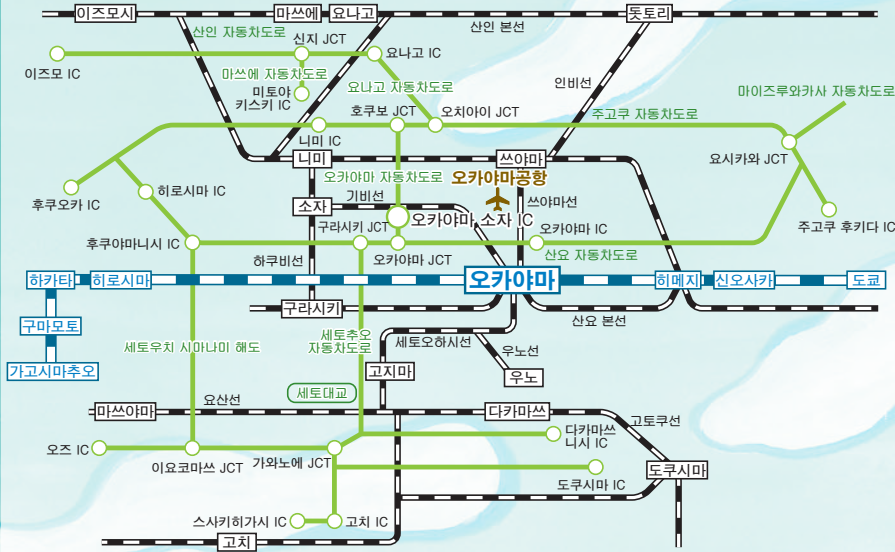 이즈모시
마쓰에
요나고
돗토리
산인 본선
산인 자동차도로
신지 JCT
요나고 IC
이즈모 IC
마쓰에 자동차도로
미토야
키스키 IC
요나고 자동차도로
인비선
마이즈루와카사 자동차도로
호쿠보 JCT
오치아이 JCT
주고쿠 자동차도로
니미 IC
니미
쓰야마
요시카와 JCT
오카야마 자동차도로
오카야마공항
후쿠오카 IC
히로시마 IC
기비선
쓰야마선
소자
오카야마 소자 IC
주고쿠 후키다 IC
구라시키 JCT
오카야마 IC
후쿠야마니시 IC
하쿠비선
오카야마 JCT
산요 자동차도로
하카타
히로시마
오카야마
히메지
신오사카
도쿄
구라시키
산요 본선
구마모토
세토우치 시마나미 해도
세토추오
자동차도로
세토오하시선
우노선
가고시마추오
고지마
우노
세토대교
마쓰야마
요산선
다카마쓰
고토쿠선
다카마쓰
니시 IC
오즈 IC
이요코마쓰 JCT
가와노에 JCT
도쿠시마
도쿠시마 IC
스사키히가시 IC
고치 IC
고치